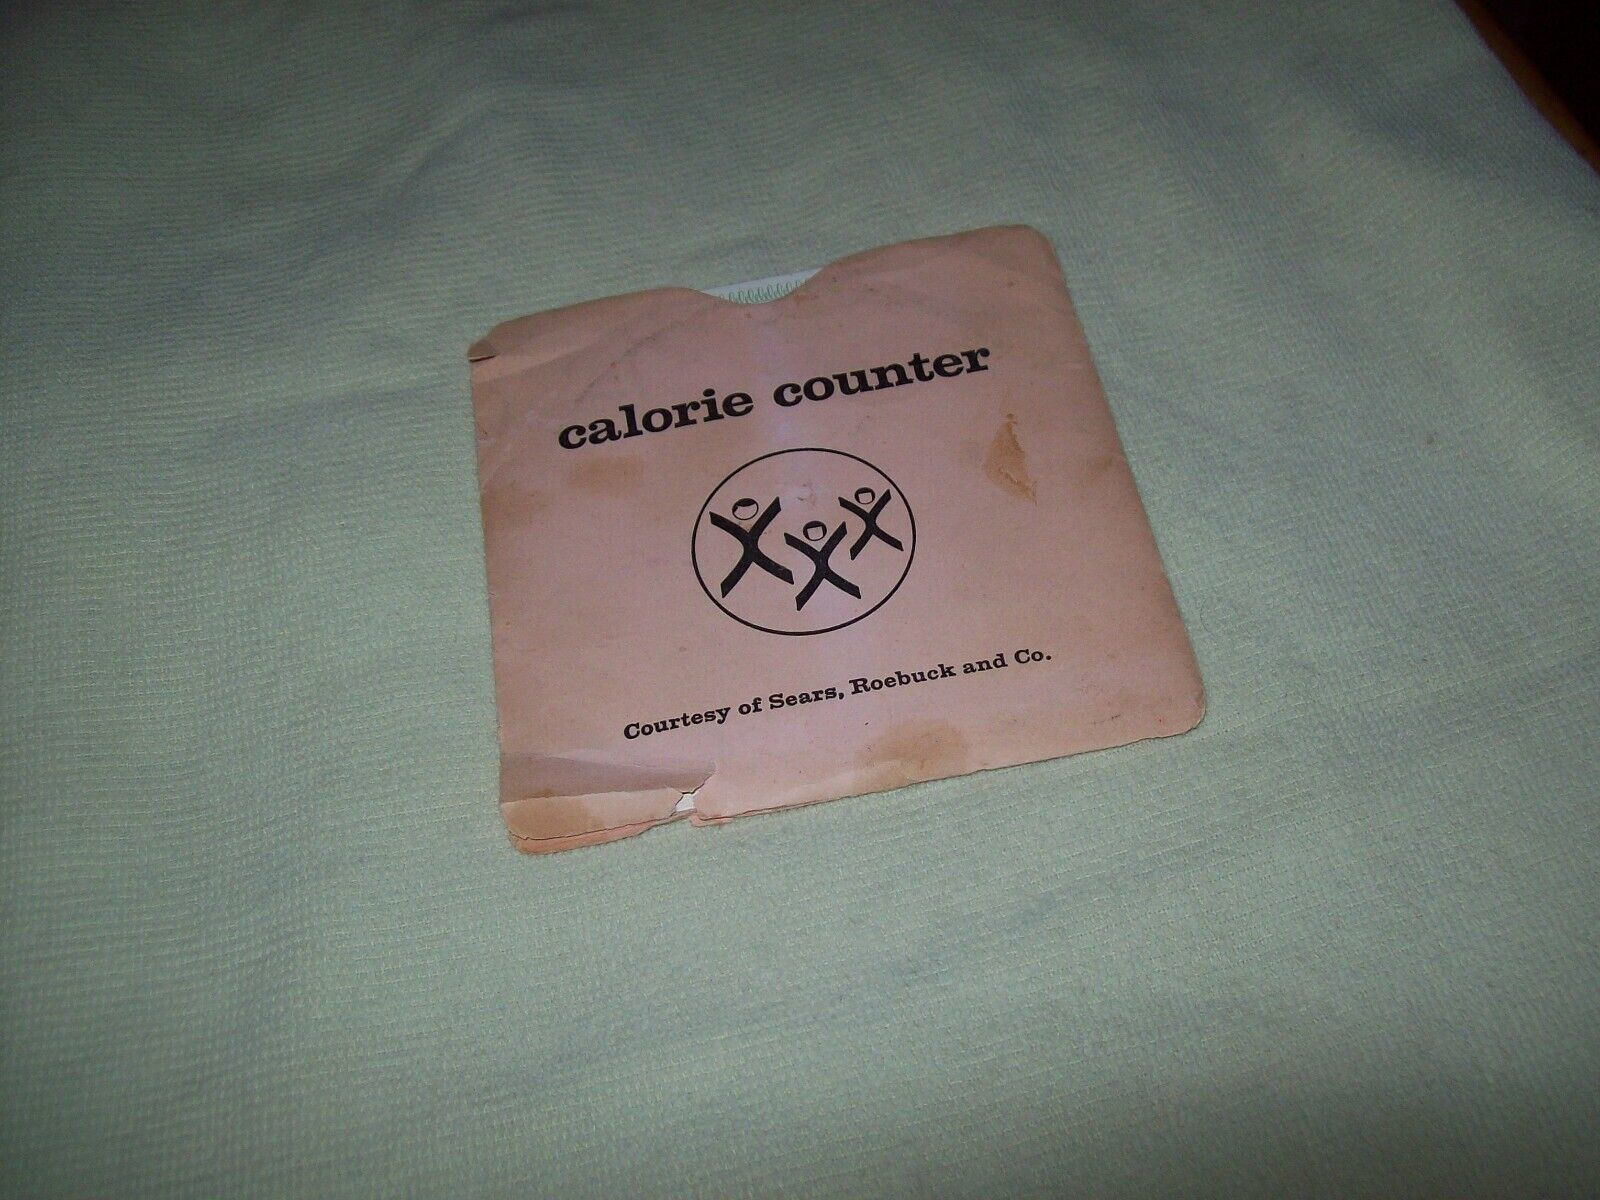 calorie counter
Courtesy of Sears, Roebuck and Co.